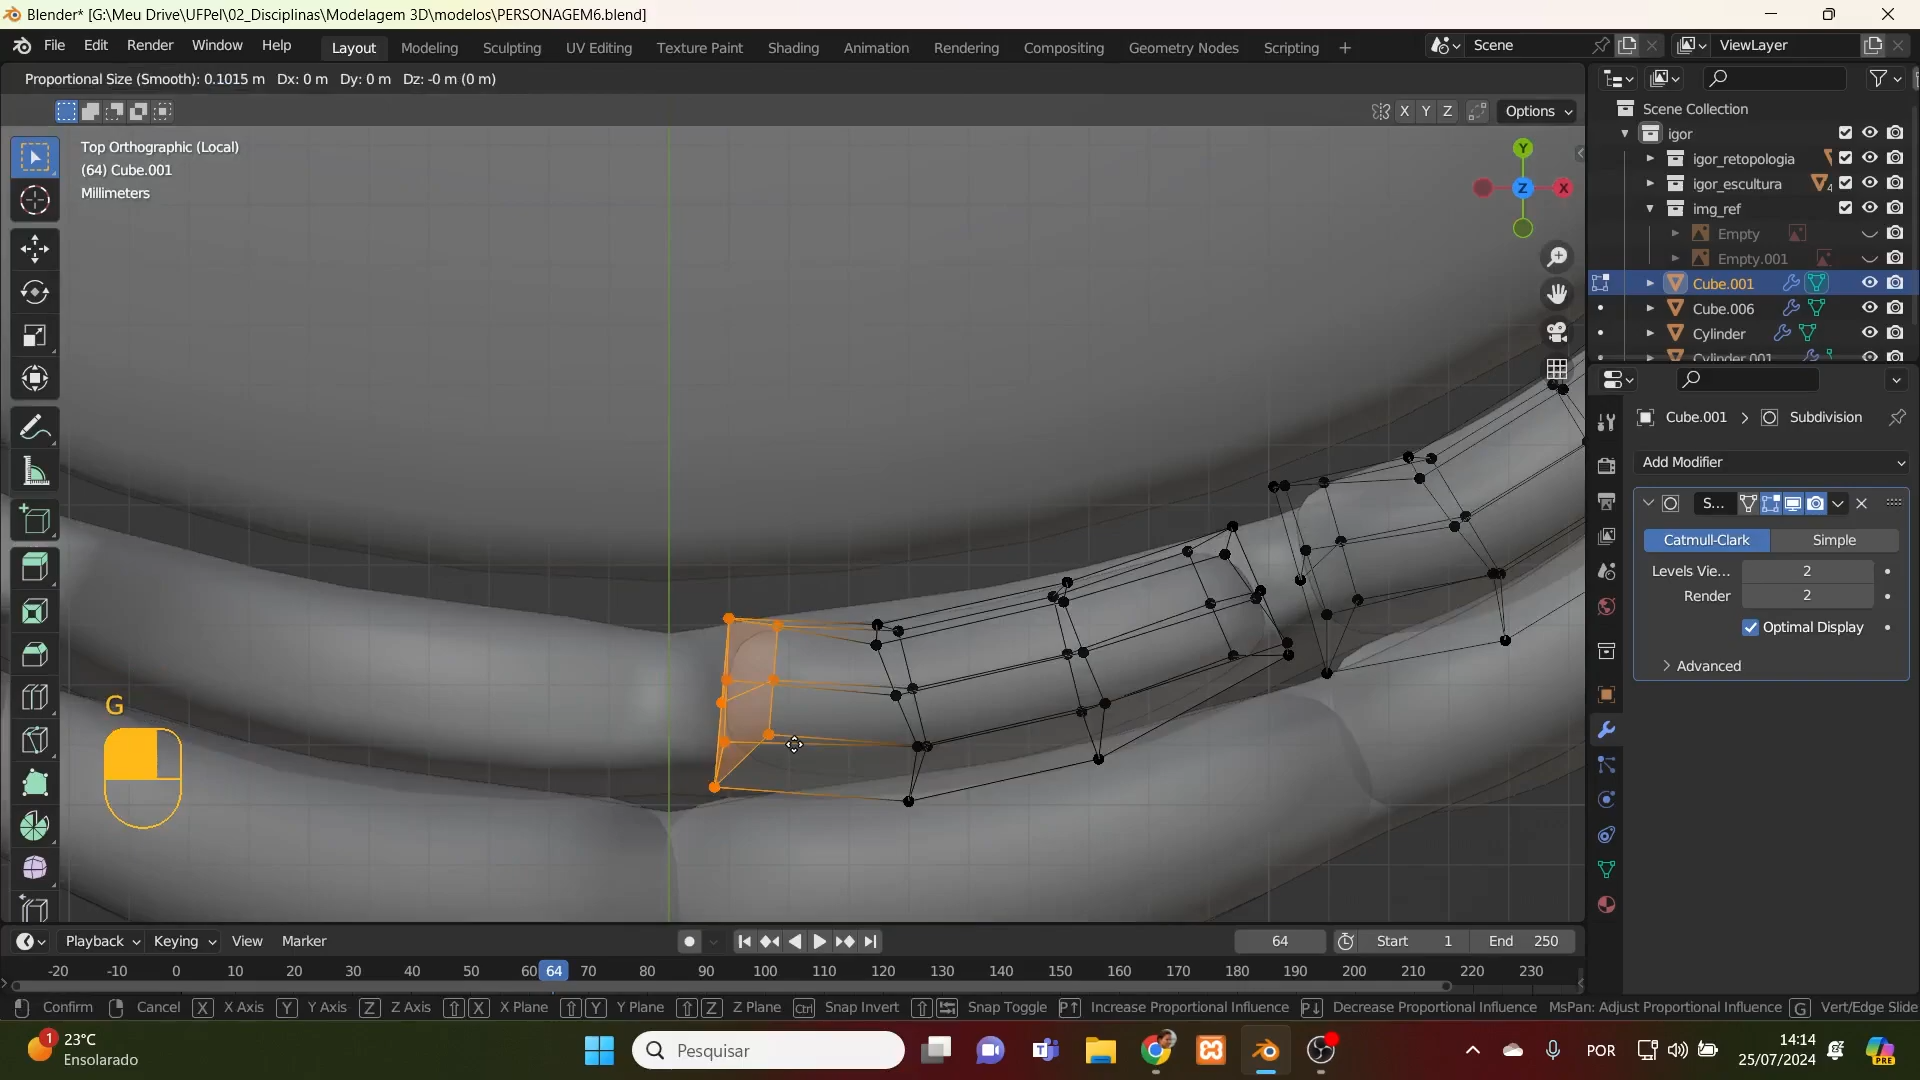 Blender* [G:\Meu Drive\UFPel\02_Disciplinas\Modelagem 3D\modelos\PERSONAGEM6.blend]
File Edit Render Window Help Layout Modeling Sculpting UV Editing Texture Paint Shading Animation Rendering Compositing Geometry Nodes Scripting + Scene ViewLayer
Proportional Size (Smooth): 0.1015 m Dx: 0 m Dy: 0 m Dz: -0 m (0 m)
X Y Z Options
Top Orthographic (Local)
(64) Cube.001
Millimeters
Y
Z
X
Scene Collection
igor
igor_retopologia
igor_escultura 4
img_ref
Empty
Empty.001
Cube.001
Cube.006
Cylinder
Cylinder.001
Cube.001 > Subdivision
Add Modifier
S...
Catmull-Clark Simple
Levels Vie... 2
Render 2
Optimal Display
Advanced
G
Playback Keying View Marker 64 Start 1 End 250
-20 -10 0 10 20 30 40 50 60 64 70 80 90 100 110 120 130 140 150 160 170 180 190 200 210 220 230
Confirm Cancel X X Axis Y Y Axis Z Z Axis X X Plane Y Y Plane Z Z Plane Ctrl Snap Invert Snap Toggle P↑ Increase Proportional Influence P↓ Decrease Proportional Influence MsPan: Adjust Proportional Influence G Vert/Edge Slide
1
23°C
Ensolarado
Pesquisar
POR
14:14
25/07/2024
PRE